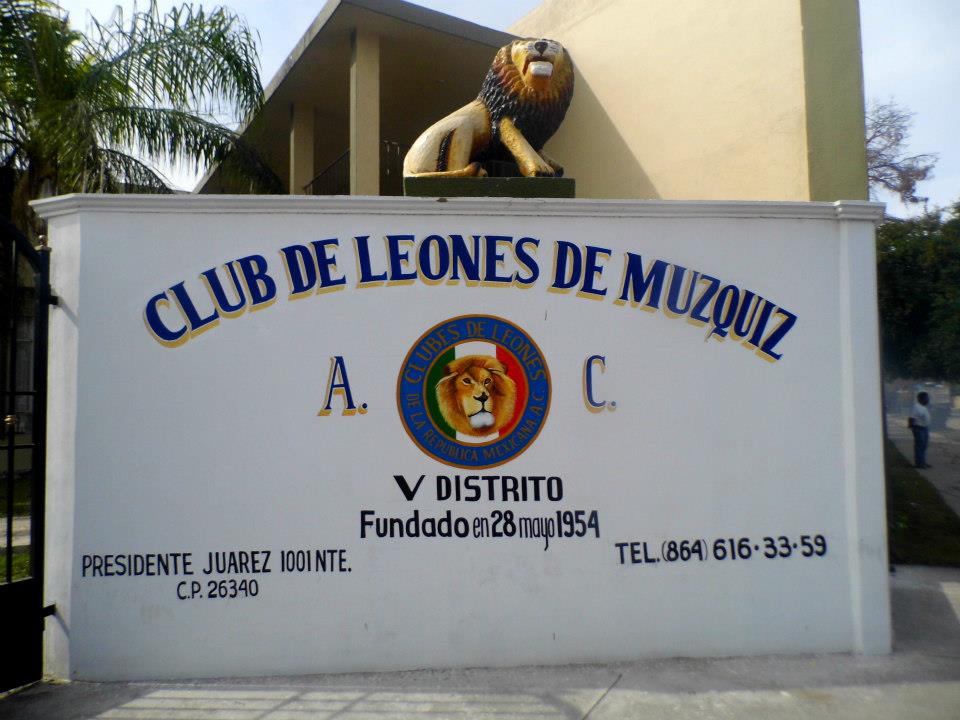 CLUB DE LEONES DE MUZQUIZ
A. C.
CLUBES DE LEONES
DE LA REPUBLICA MEXICANA. A.C.
V DISTRITO
Fundado en 28 mayo 1954
PRESIDENTE JUAREZ 1001 NTE.
C.P. 26340
TEL. (864) 616·33·59